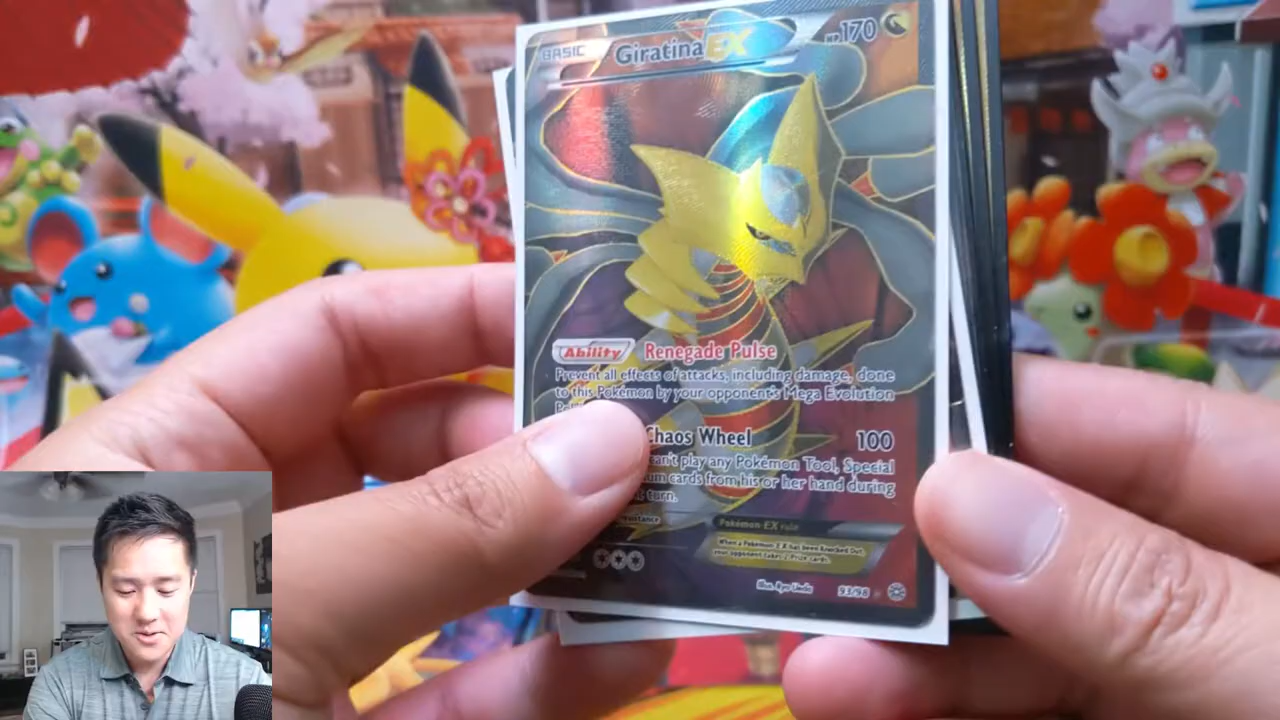 BASIC Giratina EX HP170
Ability Renegade Pulse
Prevent all effects of attacks, including damage, done
to this Pokémon by your opponent's Mega Evolution
Chaos Wheel 100
can't play any Pokémon Tool, Special
cards from his or her hand during
turn.
Pokémon-EX rule
When a Pokémon-EX has been Knocked Out,
your opponent takes 2 Prize cards.
Illus. Ryo Ueda 93/98